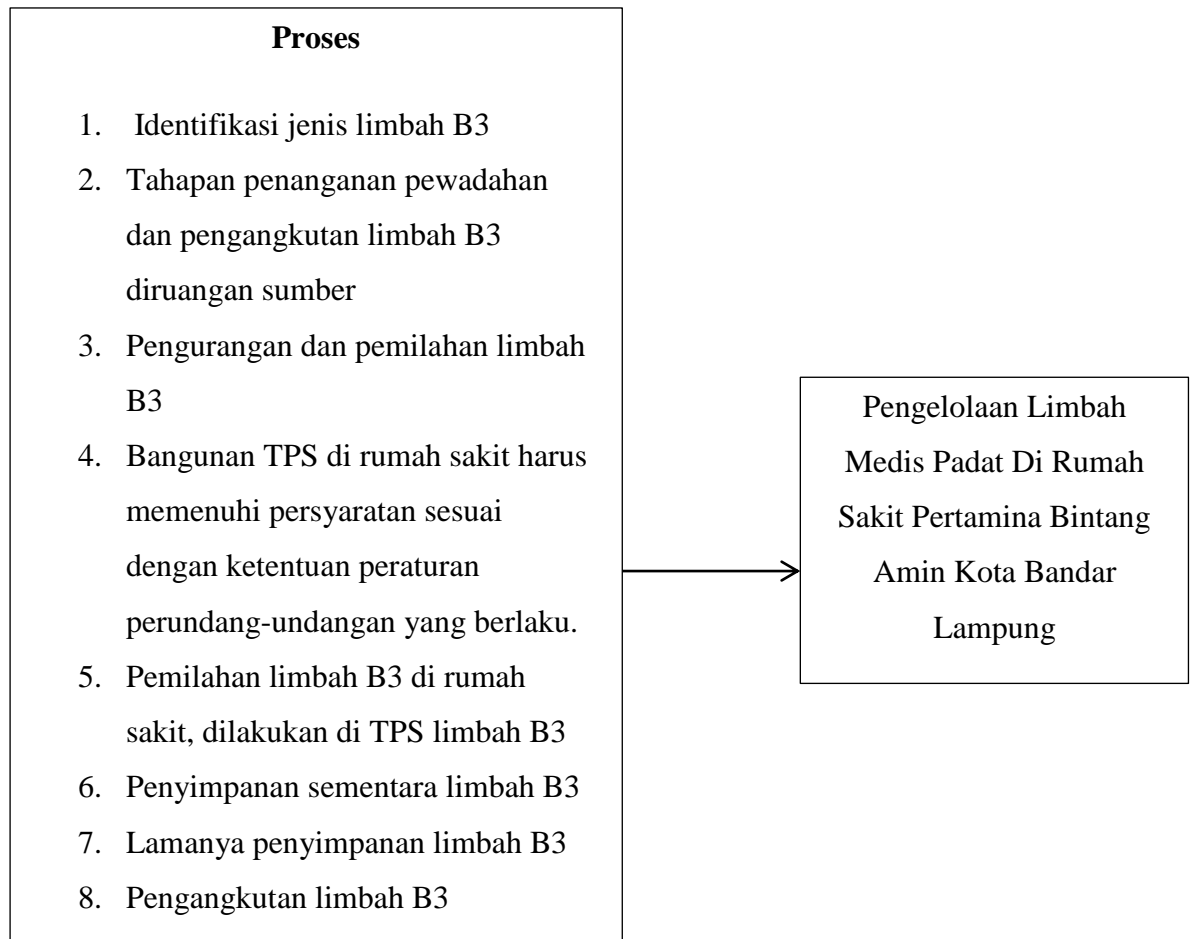 Proses
1. Identifikasi jenis limbah B3
2. Tahapan penanganan pewadahan
dan pengangkutan limbah B3
diruangan sumber
3. Pengurangan dan pemilahan limbah
B3
4. Bangunan TPS di rumah sakit harus
memenuhi persyaratan sesuai
dengan ketentuan peraturan
perundang-undangan yang berlaku.
5. Pemilahan limbah B3 di rumah
sakit, dilakukan di TPS limbah B3
6. Penyimpanan sementara limbah B3
7. Lamanya penyimpanan limbah B3
8. Pengangkutan limbah B3
Pengelolaan Limbah
Medis Padat Di Rumah
Sakit Pertamina Bintang
Amin Kota Bandar
Lampung